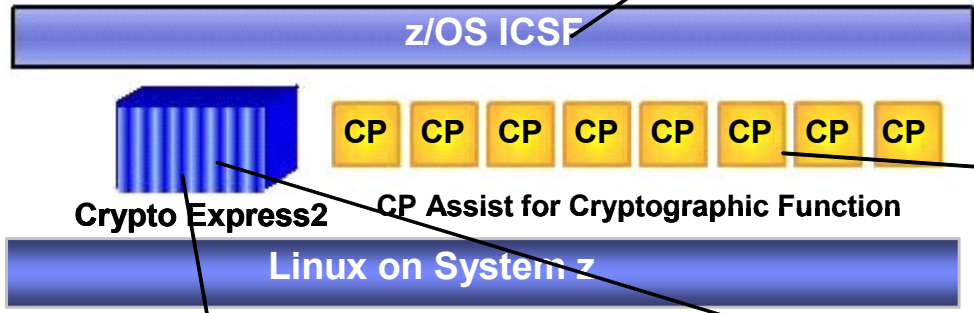 z/OS ICSF
CP CP CP CP CP CP CP CP
Crypto Express2
CP Assist for Cryptographic Function
Linux on System z